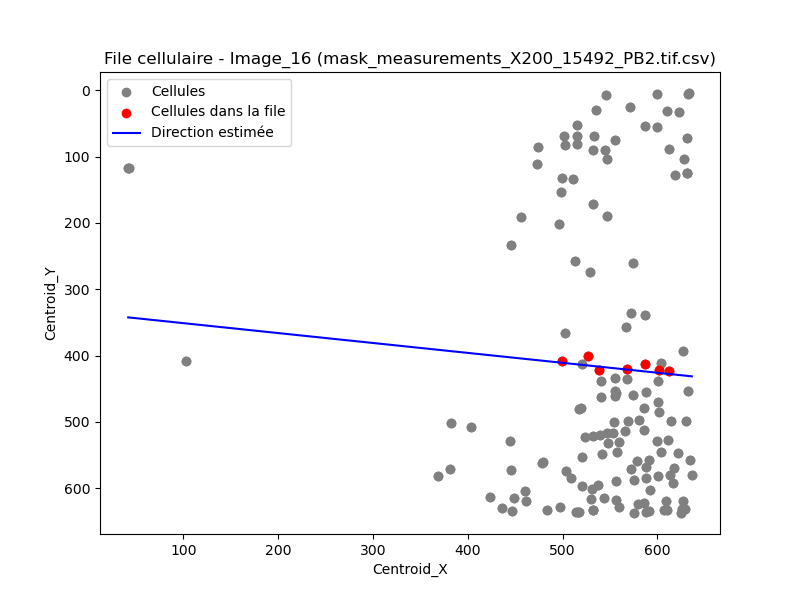 File cellulaire - Image_16 (mask_measurements_X200_15492_PB2.tif.csv)
Cellules
Cellules dans la file
Direction estimée
0
100
200
300
400
500
600
Centroid_Y
100
200
300
400
500
600
Centroid_X